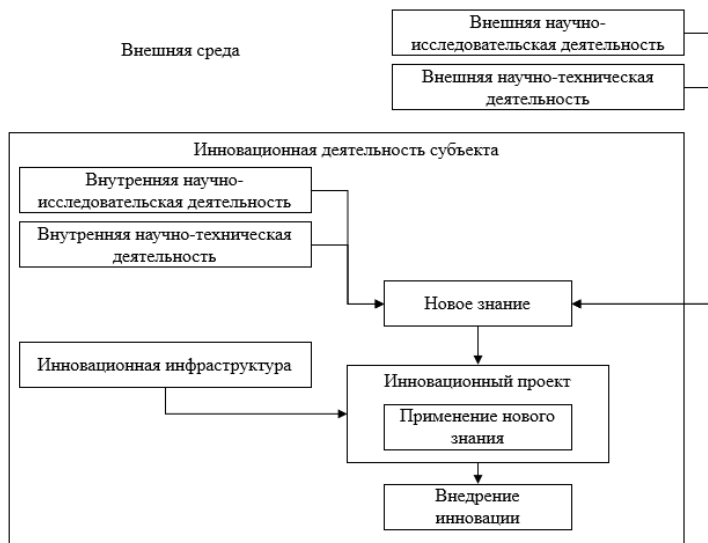 Внешняя среда
Внешняя научно-
исследовательская деятельность
Внешняя научно-техническая
деятельность
Инновационная деятельность субъекта
Внутренняя научно-
исследовательская деятельность
Внутренняя научно-техническая
деятельность
Новое знание
Инновационная инфраструктура
Инновационный проект
Применение нового
знания
Внедрение
инновации